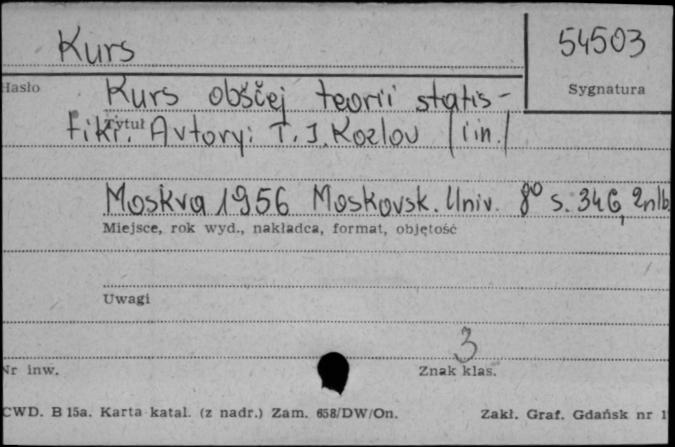 Kurs
54503
Hasło
Sygnatura
Kurs obščej teorii statis-
Tytuł
tiki. Avtory: T. I. Kozlov /i in./
Moskva 1956 Moskovsk. Univ. 8° s. 346, 2nlb
Miejsce, rok wyd., nakładca, format, objętość
Uwagi
3
Nr inw.
Znak klas.
CWD. B 15a. Karta katal. (z nadr.) Zam. 658/DW/On.
Zakł. Graf. Gdańsk nr 1